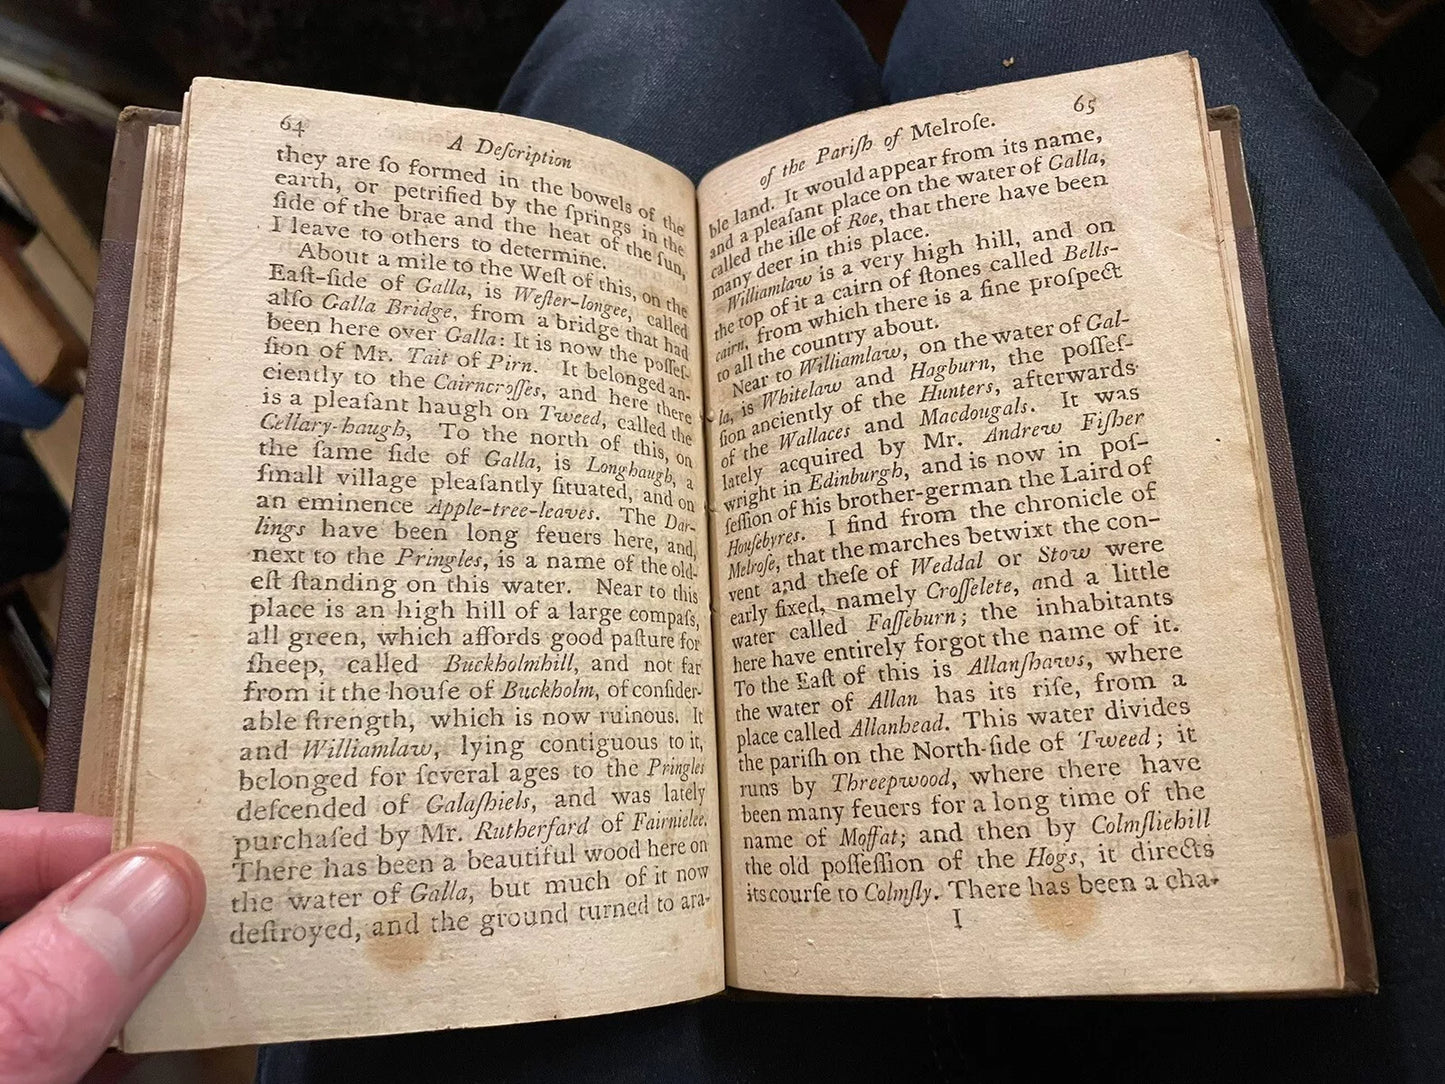 64
A Deſcription
they are ſo formed in the bowels of the
earth, or petrified by the ſprings in the
ſide of the brae and the heat of the ſun,
I leave to others to determine.
About a mile to the Weſt of this, on the
Eaſt-ſide of Galla, is Weſter-longee, called
alſo Galla Bridge, from a bridge that had
been here over Galla: It is now the poſſeſ-
ſion of Mr. Tait of Pirn. It belonged an-
ciently to the Cairncroſſes, and here there
is a pleaſant haugh on Tweed, called the
Cellary-haugh, To the north of this, on
the ſame ſide of Galla, is Longhaugh, a
ſmall village pleaſantly ſituated, and on
an eminence Apple-tree-leaves. The Dar-
lings have been long feuers here, and,
next to the Pringles, is a name of the old-
eſt ſtanding on this water. Near to this
place is an high hill of a large compaſs,
all green, which affords good paſture for
ſheep, called Buckholmhill, and not far
from it the houſe of Buckholm, of conſider-
able ſtrength, which is now ruinous. It
and Williamlaw, lying contiguous to it,
belonged for ſeveral ages to the Pringles
deſcended of Galaſhiels, and was lately
purchaſed by Mr. Rutherfard of Fairnielee.
There has been a beautiful wood here on
the water of Galla, but much of it now
deſtroyed, and the ground turned to ara-
65
of the Pariſh of Melroſe.
ble land. It would appear from its name,
and a pleaſant place on the water of Galla,
called the iſle of Roe, that there have been
many deer in this place.
Williamlaw is a very high hill, and on
the top of it a cairn of ſtones called Bells-
cairn, from which there is a fine proſpect
to all the country about.
Near to Williamlaw, on the water of Gal-
la, is Whitelaw and Hagburn, the poſſeſ-
ſion anciently of the Hunters, afterwards
of the Wallaces and Macdougals. It was
lately acquired by Mr. Andrew Fiſher
wright in Edinburgh, and is now in poſ-
ſeſſion of his brother-german the Laird of
Houſebyres. I find from the chronicle of
Melroſe, that the marches betwixt the con-
vent and theſe of Weddal or Stow were
early fixed, namely Croſſelete, and a little
water called Faſſeburn; the inhabitants
here have entirely forgot the name of it.
To the Eaſt of this is Allanſhaws, where
the water of Allan has its riſe, from a
place called Allanhead. This water divides
the pariſh on the North-ſide of Tweed; it
runs by Threepwood, where there have
been many feuers for a long time of the
name of Moffat; and then by Colmſliehill
the old poſſeſſion of the Hogs, it directs
its courſe to Colmſly. There has been a cha-
I